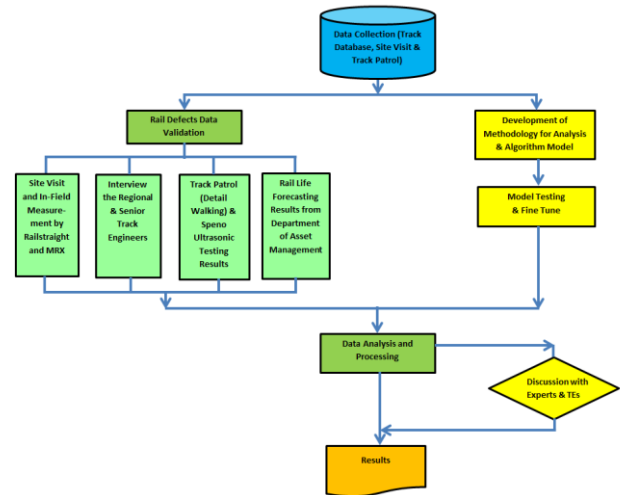 Data Collection (Track
Database, Site Visit &
Track Patrol)
Rail Defects Data
Validation
Development of
Methodology for Analysis
& Algorithm Model
Site Visit
and In-Field
Measure-
ment by
Railstraight
and MRX
Interview
the Regional
& Senior
Track
Engineers
Track Patrol
(Detail
Walking) &
Speno
Ultrasonic
Testing
Results
Rail Life
Forecasting
Results from
Department
of Asset
Management
Model Testing
& Fine Tune
Data Analysis and
Processing
Discussion with
Experts & TEs
Results